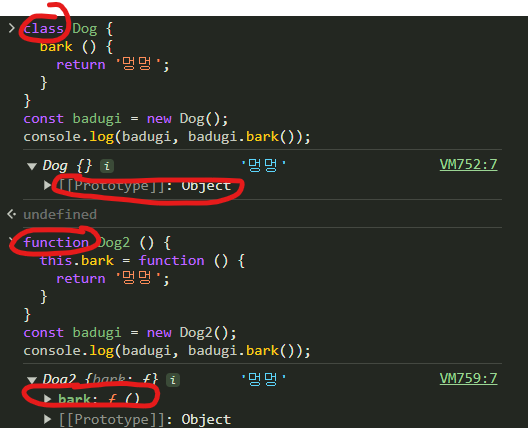 class Dog {
bark () {
return '멍멍';
}
}
const badugi = new Dog();
console.log(badugi, badugi.bark());
Dog {} i '멍멍' VM752:7
[[Prototype]]: Object
undefined
function Dog2 () {
this.bark = function () {
return '멍멍';
}
}
const badugi = new Dog2();
console.log(badugi, badugi.bark());
Dog2 {bark: ƒ} i '멍멍' VM759:7
bark: ƒ ()
[[Prototype]]: Object